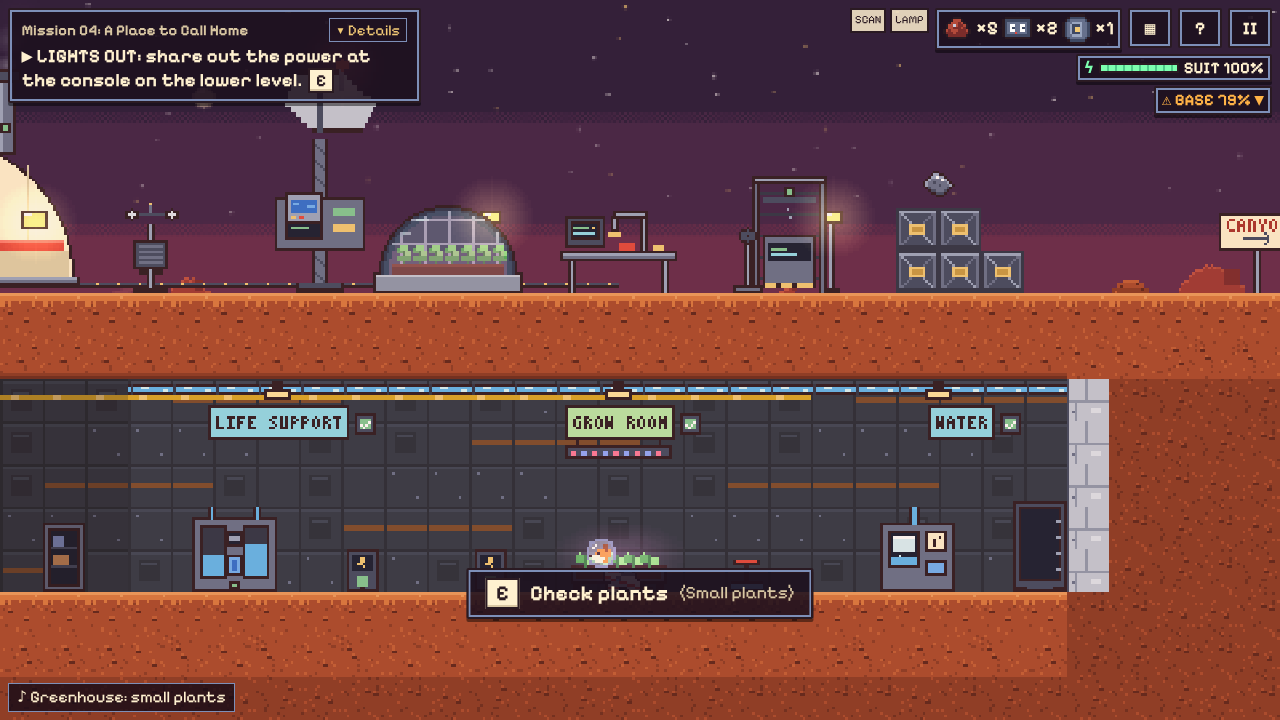 Mission 04: A Place to Call Home
▾ Details
▶ LIGHTS OUT: share out the power at
the console on the lower level. E
SCAN
LAMP
×9 ×8 ×1
?
II
SUIT 100%
⚠ BASE 79% ▼
CANYO
LIFE SUPPORT
GROW ROOM
WATER
E Check plants (Small plants)
♪ Greenhouse: small plants